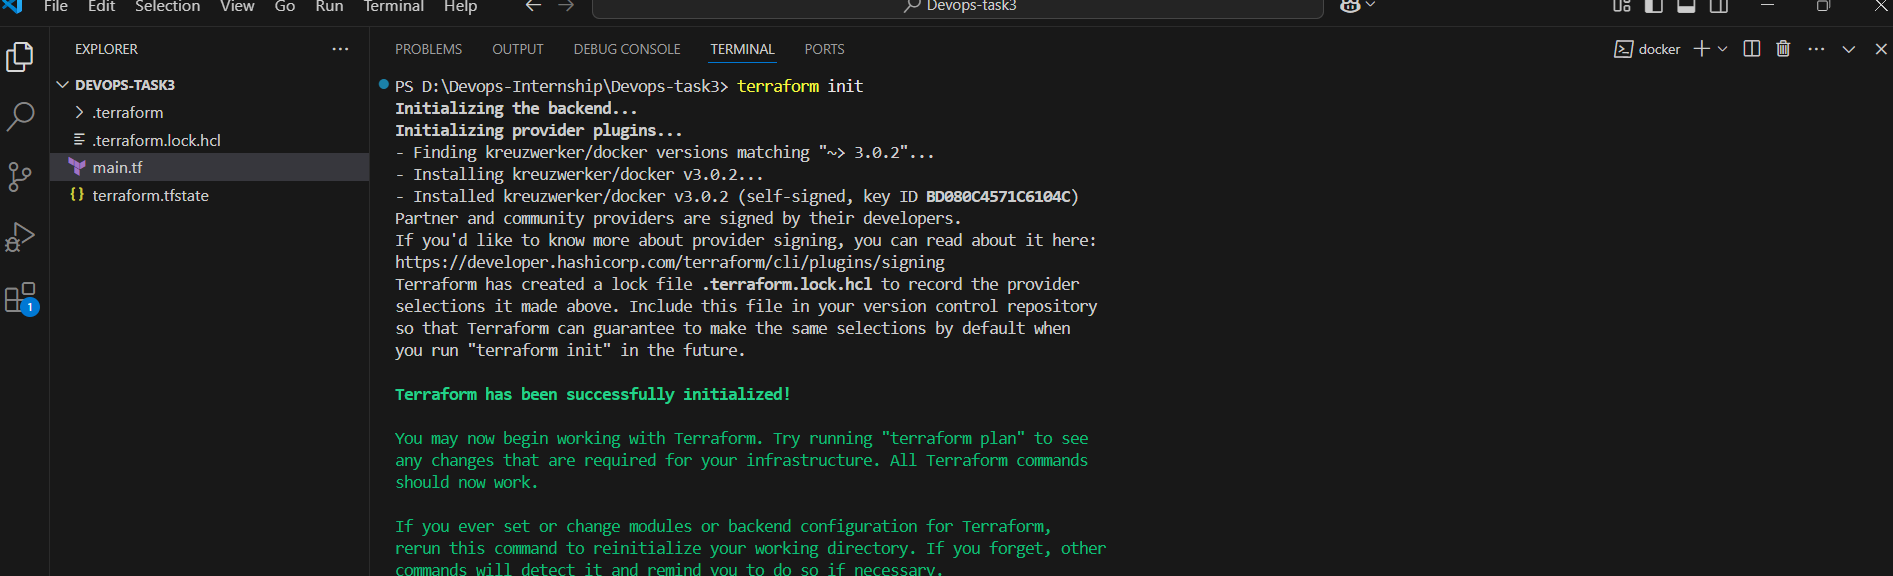 File Edit Selection View Go Run Terminal Help
Devops-task3
EXPLORER
DEVOPS-TASK3
.terraform
.terraform.lock.hcl
main.tf
{} terraform.tfstate
1
PROBLEMS OUTPUT DEBUG CONSOLE TERMINAL PORTS
docker
PS D:\Devops-Internship\Devops-task3> terraform init
Initializing the backend...
Initializing provider plugins...
- Finding kreuzwerker/docker versions matching "~> 3.0.2"...
- Installing kreuzwerker/docker v3.0.2...
- Installed kreuzwerker/docker v3.0.2 (self-signed, key ID BD080C4571C6104C)
Partner and community providers are signed by their developers.
If you'd like to know more about provider signing, you can read about it here:
https://developer.hashicorp.com/terraform/cli/plugins/signing
Terraform has created a lock file .terraform.lock.hcl to record the provider
selections it made above. Include this file in your version control repository
so that Terraform can guarantee to make the same selections by default when
you run "terraform init" in the future.
Terraform has been successfully initialized!
You may now begin working with Terraform. Try running "terraform plan" to see
any changes that are required for your infrastructure. All Terraform commands
should now work.
If you ever set or change modules or backend configuration for Terraform,
rerun this command to reinitialize your working directory. If you forget, other
commands will detect it and remind you to do so if necessary.